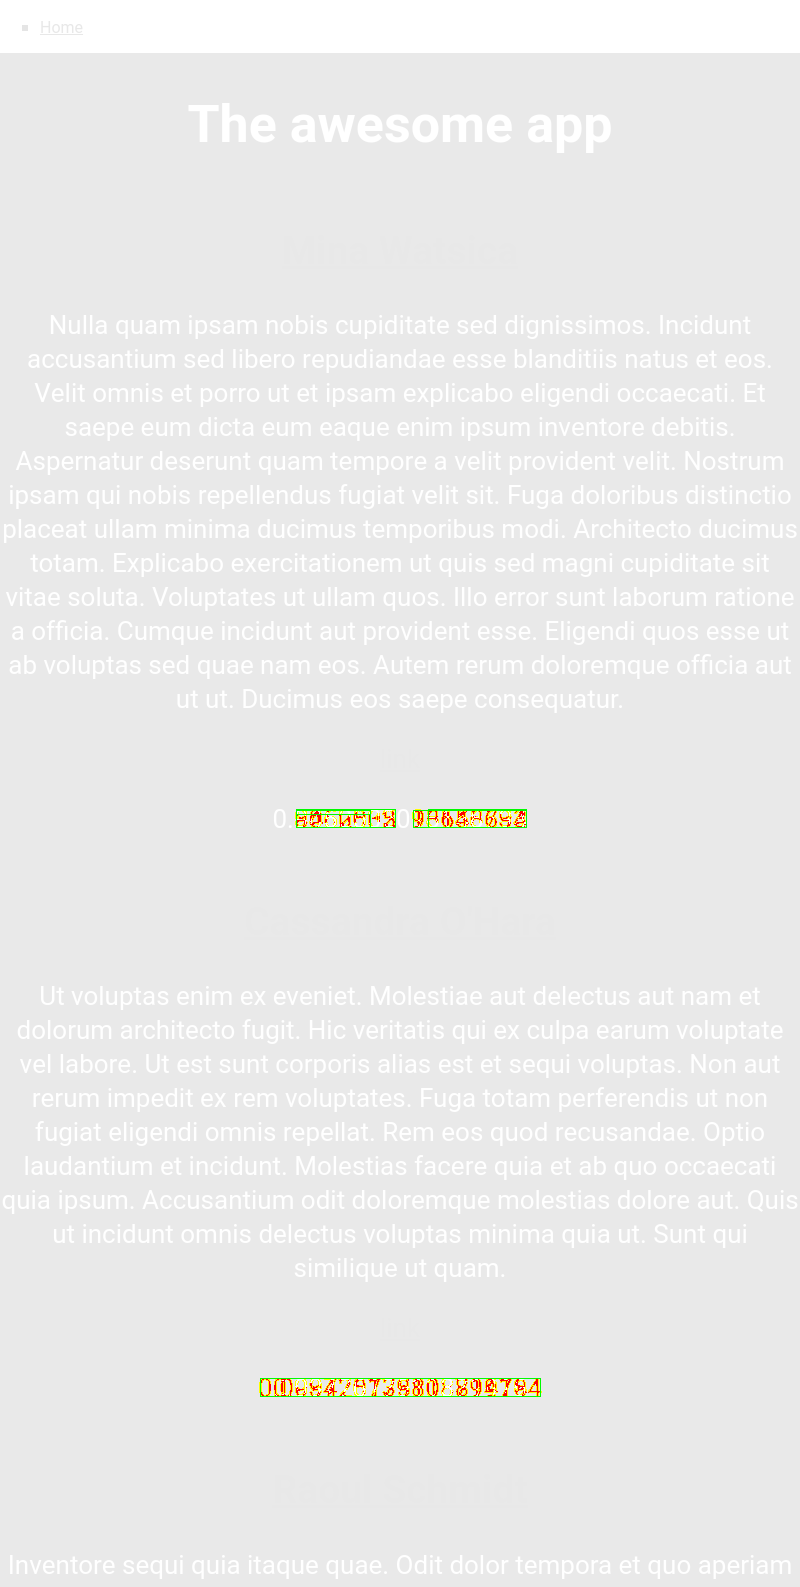 Home
The awesome app
Nulla quam ipsam nobis cupiditate sed dignissimos. Incidunt
accusantium sed libero repudiandae esse blanditiis natus et eos.
Velit omnis et porro ut et ipsam explicabo eligendi occaecati. Et
saepe eum dicta eum eaque enim ipsum inventore debitis.
Aspernatur deserunt quam tempore a velit provident velit. Nostrum
ipsam qui nobis repellendus fugiat velit sit. Fuga doloribus distinctio
placeat ullam minima ducimus temporibus modi. Architecto ducimus
totam. Explicabo exercitationem ut quis sed magni cupiditate sit
vitae soluta. Voluptates ut ullam quos. Illo error sunt laborum ratione
a officia. Cumque incidunt aut provident esse. Eligendi quos esse ut
ab voluptas sed quae nam eos. Autem rerum doloremque officia aut
ut ut. Ducimus eos saepe consequatur.
Ut voluptas enim ex eveniet. Molestiae aut delectus aut nam et
dolorum architecto fugit. Hic veritatis qui ex culpa earum voluptate
vel labore. Ut est sunt corporis alias est et sequi voluptas. Non aut
rerum impedit ex rem voluptates. Fuga totam perferendis ut non
fugiat eligendi omnis repellat. Rem eos quod recusandae. Optio
laudantium et incidunt. Molestias facere quia et ab quo occaecati
quia ipsum. Accusantium odit doloremque molestias dolore aut. Quis
ut incidunt omnis delectus voluptas minima quia ut. Sunt qui
similique ut quam.
Inventore sequi quia itaque quae. Odit dolor tempora et quo aperiam